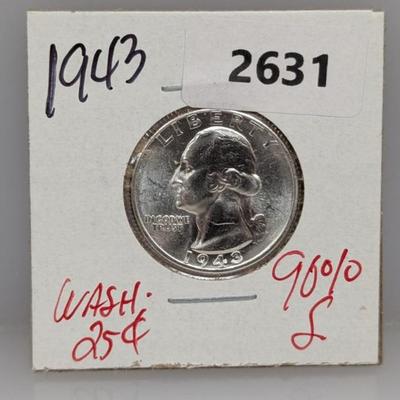 1943
2631
LIBERTY
IN GOD WE
TRUST
1943
WASH.
25¢
90%
S